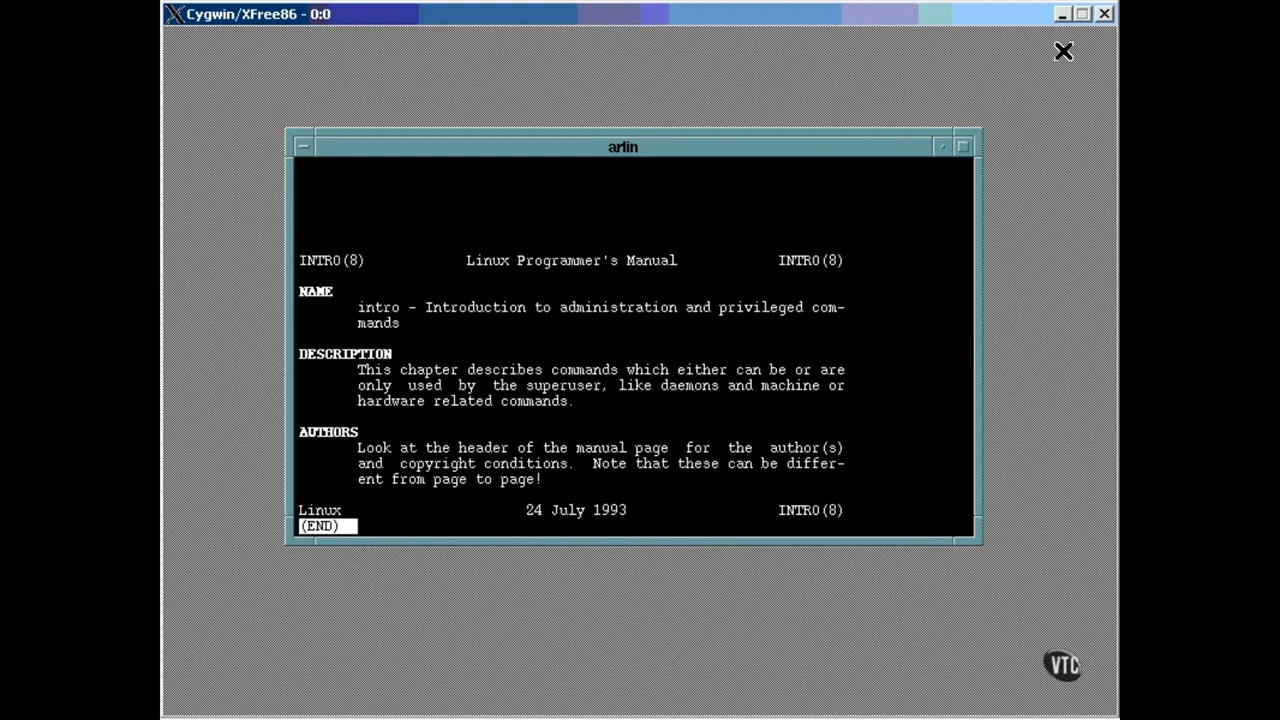 Cygwin/XFree86 - 0:0
arlin
INTRO(8) Linux Programmer's Manual INTRO(8)
NAME
intro - Introduction to administration and privileged com-
mands
DESCRIPTION
This chapter describes commands which either can be or are
only used by the superuser, like daemons and machine or
hardware related commands.
AUTHORS
Look at the header of the manual page for the author(s)
and copyright conditions. Note that these can be differ-
ent from page to page!
Linux 24 July 1993 INTRO(8)
(END)
VTC